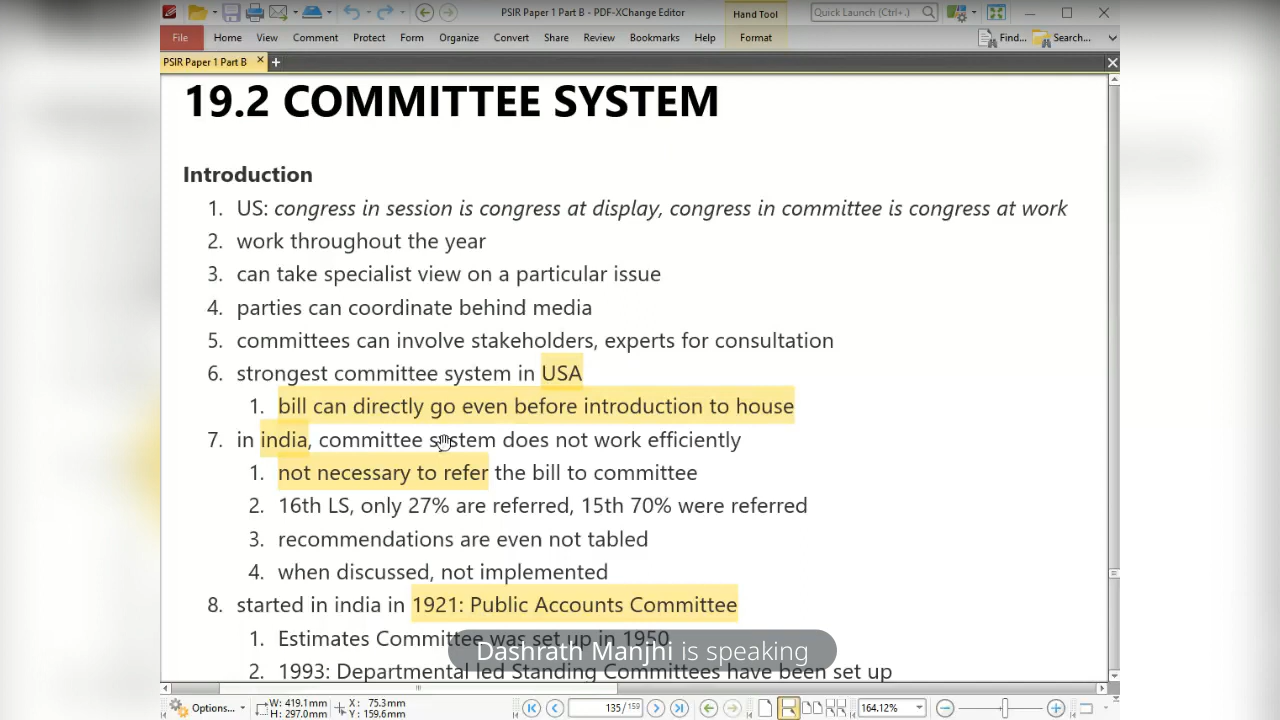 PSIR Paper 1 Part B - PDF-XChange Editor
Hand Tool
Quick Launch (Ctrl+.)
File Home View Comment Protect Form Organize Convert Share Review Bookmarks Help Format Find... Search...
PSIR Paper 1 Part B
19.2 COMMITTEE SYSTEM
Introduction
1. US: congress in session is congress at display, congress in committee is congress at work
2. work throughout the year
3. can take specialist view on a particular issue
4. parties can coordinate behind media
5. committees can involve stakeholders, experts for consultation
6. strongest committee system in USA
1. bill can directly go even before introduction to house
7. in india, committee system does not work efficiently
1. not necessary to refer the bill to committee
2. 16th LS, only 27% are referred, 15th 70% were referred
3. recommendations are even not tabled
4. when discussed, not implemented
8. started in india in 1921: Public Accounts Committee
1. Estimates Committee was set up in 1950
Dashrath Manjhi is speaking
2. 1993: Departmental led Standing Committees have been set up
Options... W: 419.1mm X: 75.3mm 135/159 164.12%
H: 297.0mm Y: 159.6mm